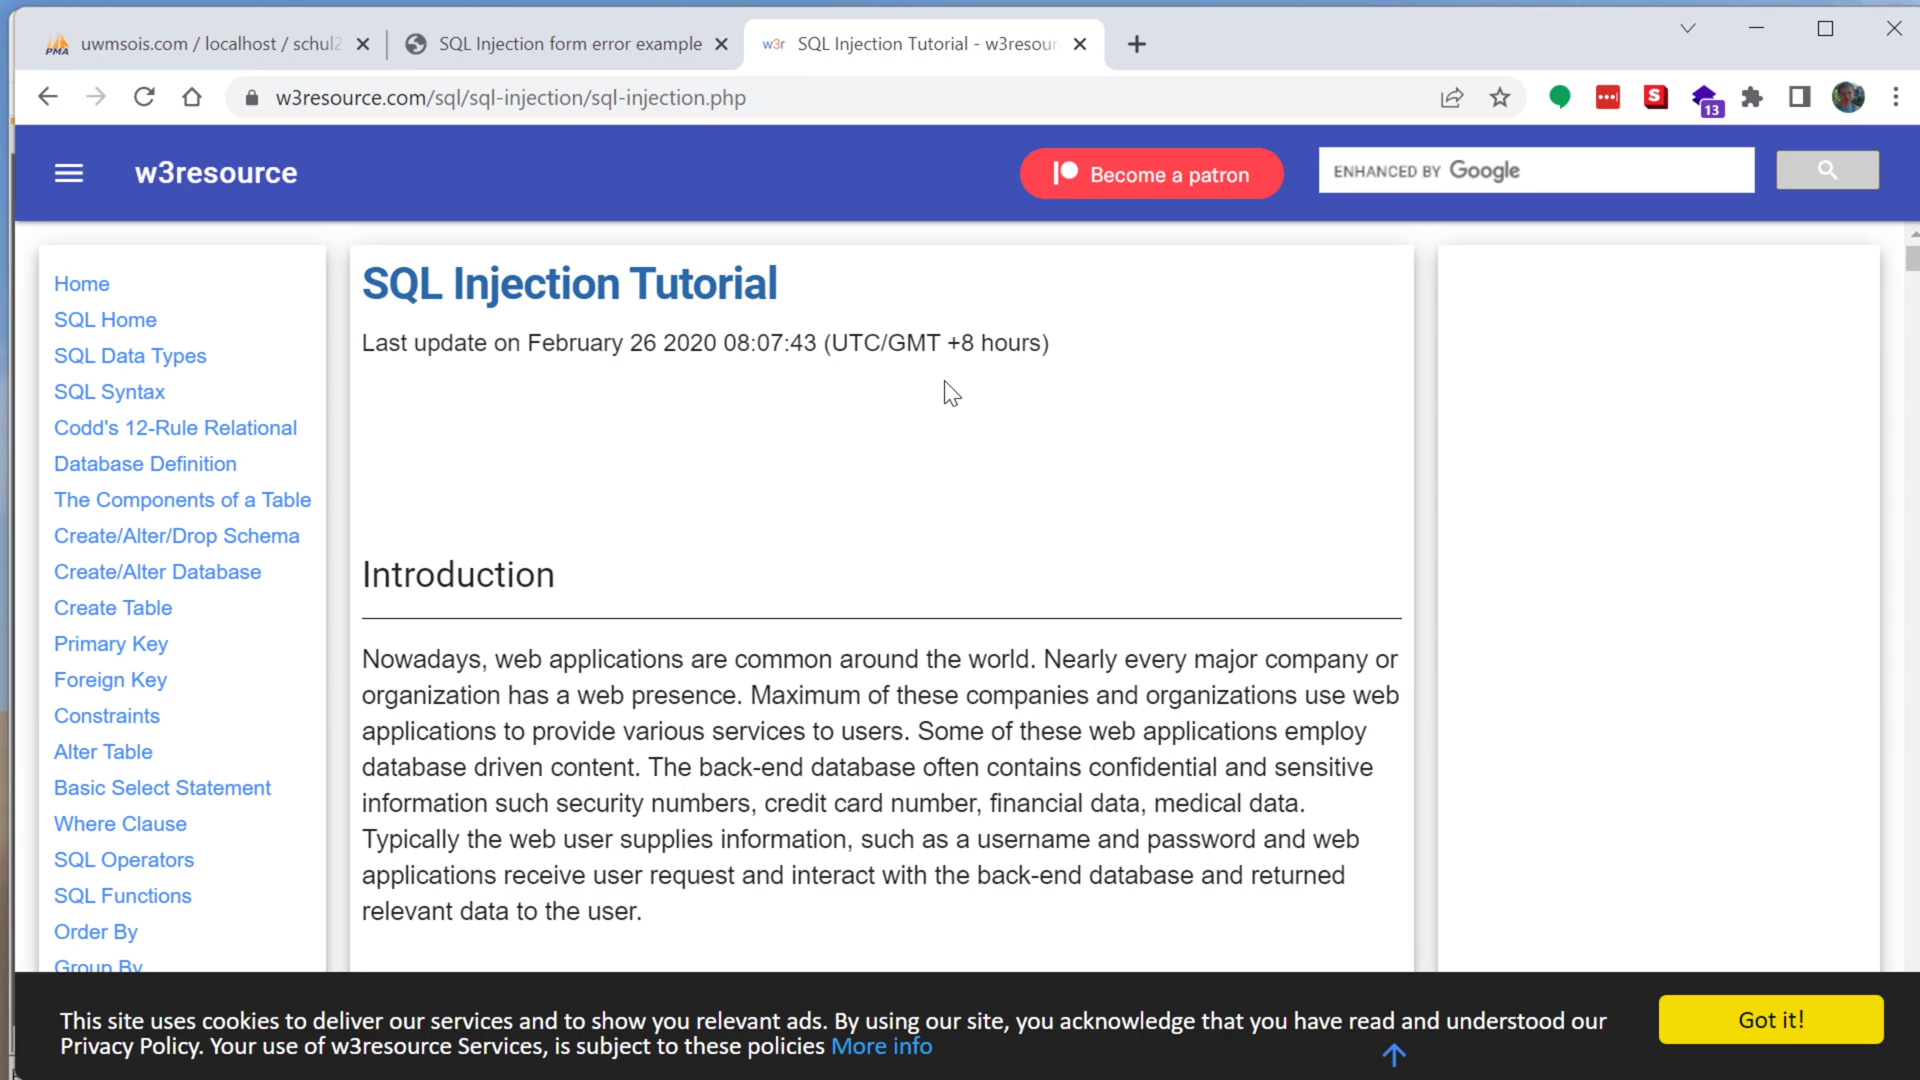 PMA uwmsois.com / localhost / schul2
SQL Injection form error example
w3r SQL Injection Tutorial - w3resour
w3resource.com/sql/sql-injection/sql-injection.php
S
13
w3resource
Become a patron
ENHANCED BY Google
Home
SQL Home
SQL Data Types
SQL Syntax
Codd's 12-Rule Relational
Database Definition
The Components of a Table
Create/Alter/Drop Schema
Create/Alter Database
Create Table
Primary Key
Foreign Key
Constraints
Alter Table
Basic Select Statement
Where Clause
SQL Operators
SQL Functions
Order By
Group By
SQL Injection Tutorial
Last update on February 26 2020 08:07:43 (UTC/GMT +8 hours)
Introduction
Nowadays, web applications are common around the world. Nearly every major company or
organization has a web presence. Maximum of these companies and organizations use web
applications to provide various services to users. Some of these web applications employ
database driven content. The back-end database often contains confidential and sensitive
information such security numbers, credit card number, financial data, medical data.
Typically the web user supplies information, such as a username and password and web
applications receive user request and interact with the back-end database and returned
relevant data to the user.
This site uses cookies to deliver our services and to show you relevant ads. By using our site, you acknowledge that you have read and understood our
Privacy Policy. Your use of w3resource Services, is subject to these policies More info
Got it!